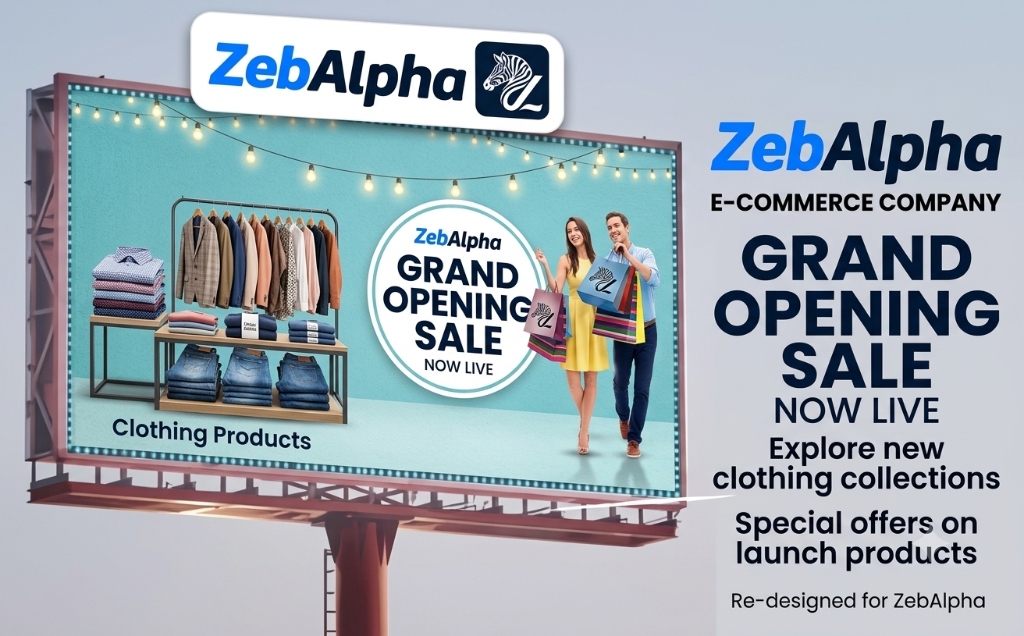 ZebAlpha
ZebAlpha
GRAND
OPENING
SALE
NOW LIVE
Clothing Products
ZebAlpha
E-COMMERCE COMPANY
GRAND
OPENING
SALE
NOW LIVE
Explore new
clothing collections
Special offers on
launch products
Re-designed for ZebAlpha